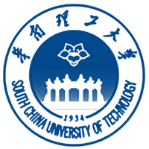 華南理工大學
1934
SOUTH CHINA UNIVERSITY OF TECHNOLOGY